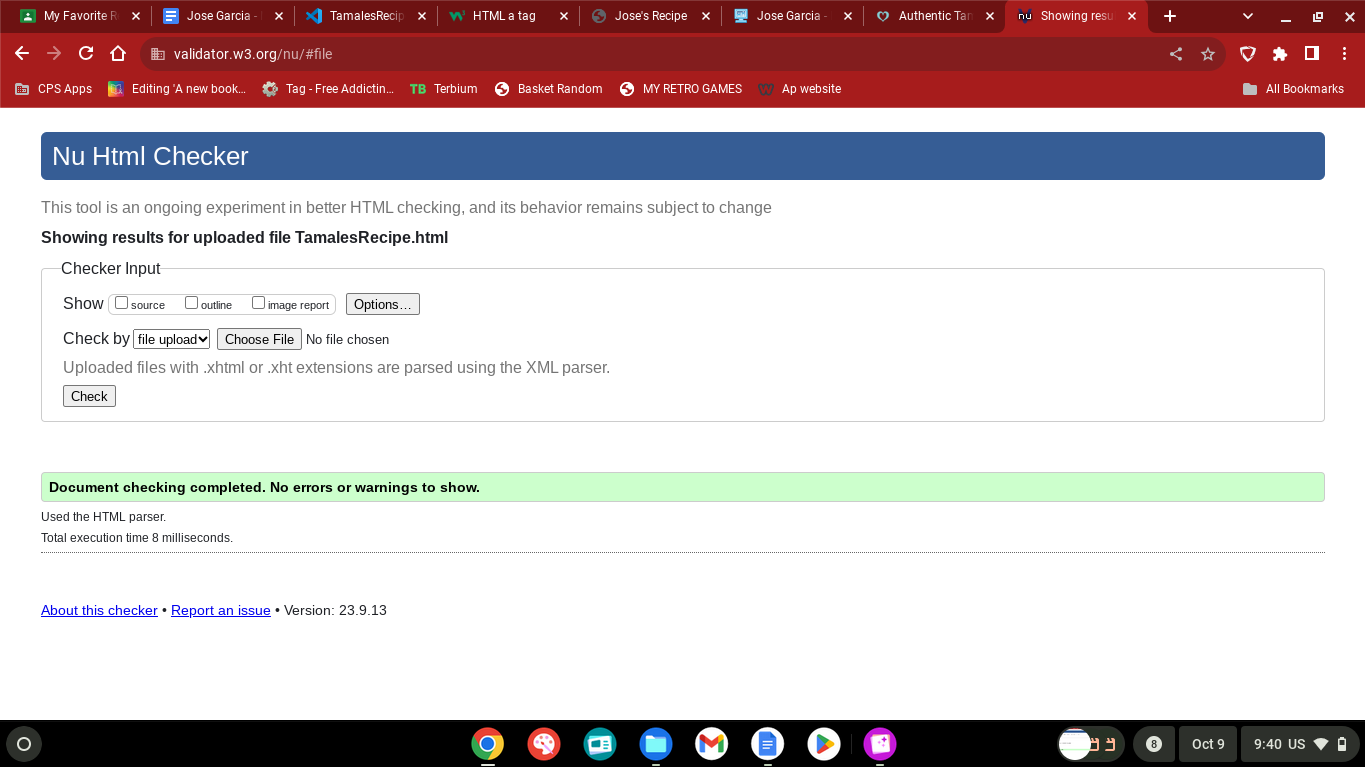 My Favorite R
Jose Garcia -
TamalesRecip
HTML a tag
Jose's Recipe
Jose Garcia -
Authentic Tan
Showing resu
validator.w3.org/nu/#file
CPS Apps
Editing 'A new book...
Tag - Free Addictin...
Terbium
Basket Random
MY RETRO GAMES
Ap website
All Bookmarks
Nu Html Checker
This tool is an ongoing experiment in better HTML checking, and its behavior remains subject to change
Showing results for uploaded file TamalesRecipe.html
Checker Input
Show source outline image report Options...
Check by file upload Choose File No file chosen
Uploaded files with .xhtml or .xht extensions are parsed using the XML parser.
Check
Document checking completed. No errors or warnings to show.
Used the HTML parser.
Total execution time 8 milliseconds.
About this checker • Report an issue • Version: 23.9.13
8 Oct 9 9:40 US